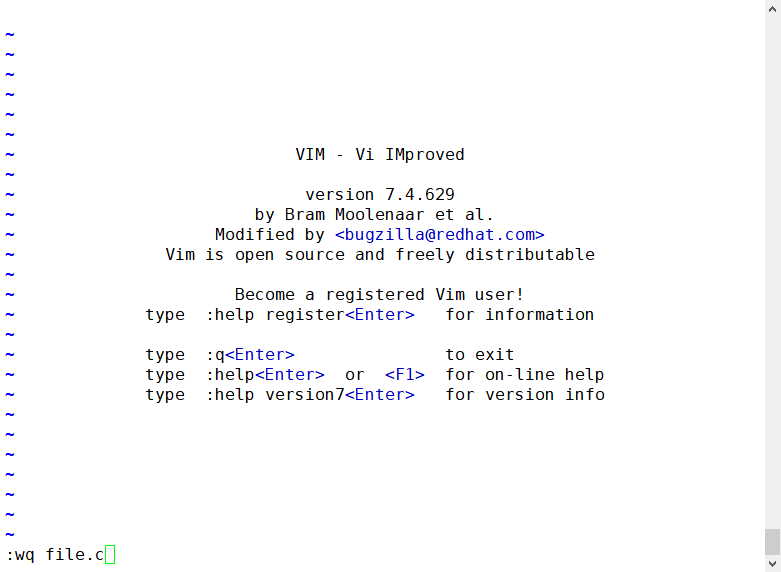 ~
~
~
~
~
~
~ VIM - Vi IMproved
~
~ version 7.4.629
~ by Bram Moolenaar et al.
~ Modified by <bugzilla@redhat.com>
~ Vim is open source and freely distributable
~
~ Become a registered Vim user!
~ type :help register<Enter> for information
~
~ type :q<Enter> to exit
~ type :help<Enter> or <F1> for on-line help
~ type :help version7<Enter> for version info
~
~
~
~
~
~
~
:wq file.c